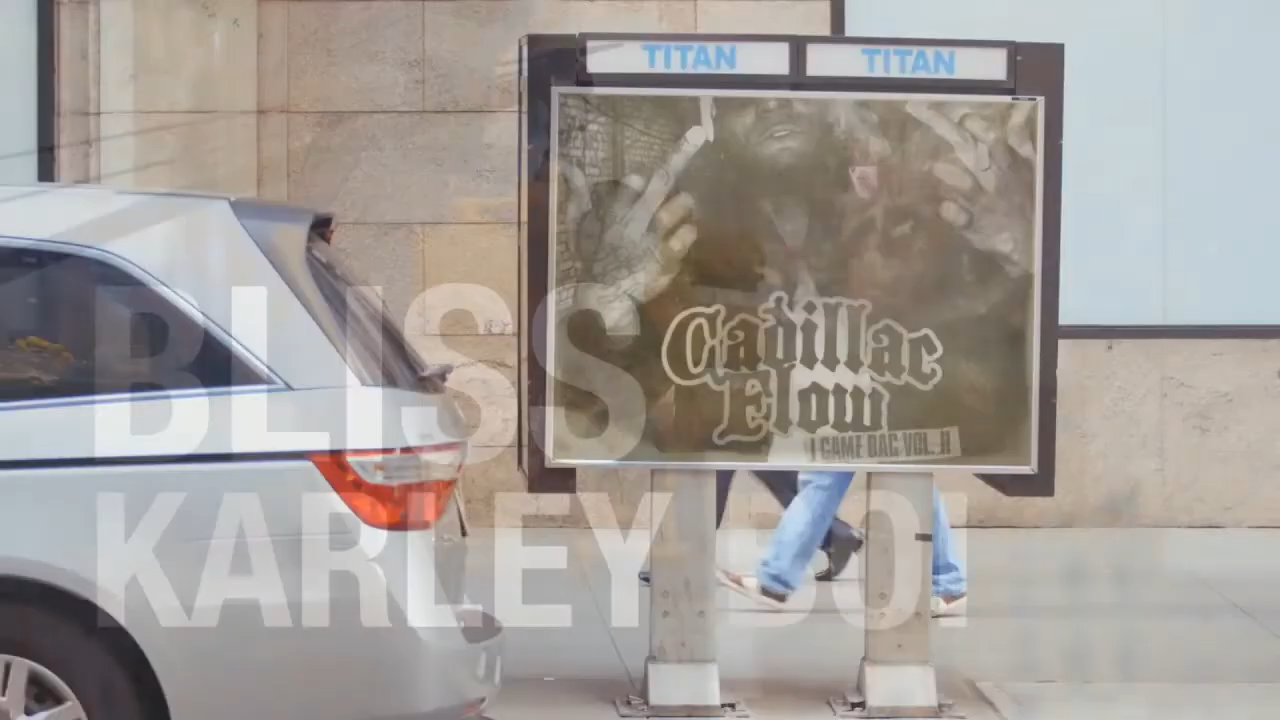 TITAN TITAN
Cadillac
Flow
I CAME BAC VOL. II
BLISS
KARLEY BOI